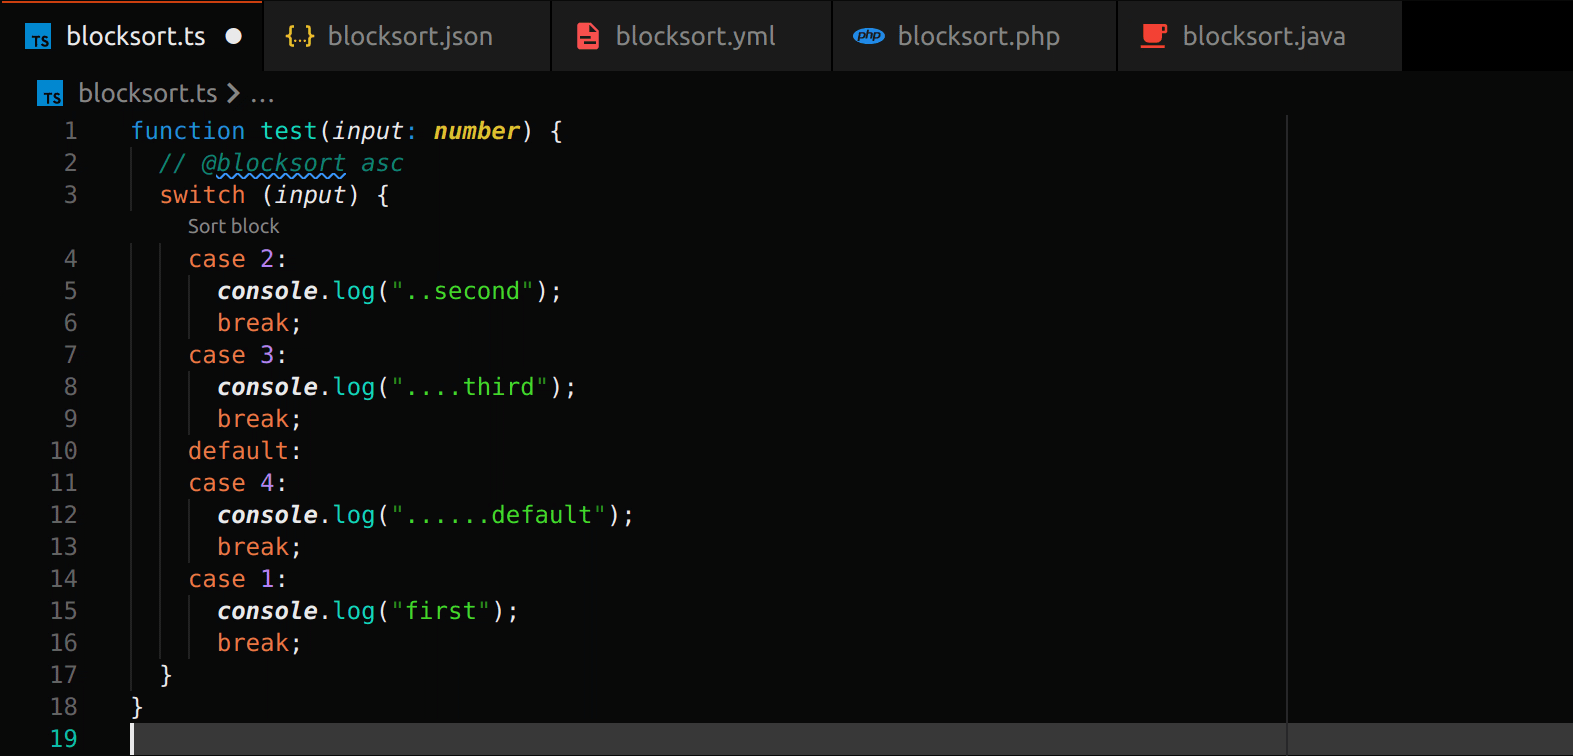 TS blocksort.ts {...} blocksort.json blocksort.yml php blocksort.php blocksort.java
TS blocksort.ts > ...
1 function test(input: number) {
2 // @blocksort asc
3 switch (input) {
Sort block
4 case 2:
5 console.log("..second");
6 break;
7 case 3:
8 console.log("....third");
9 break;
10 default:
11 case 4:
12 console.log("......default");
13 break;
14 case 1:
15 console.log("first");
16 break;
17 }
18 }
19